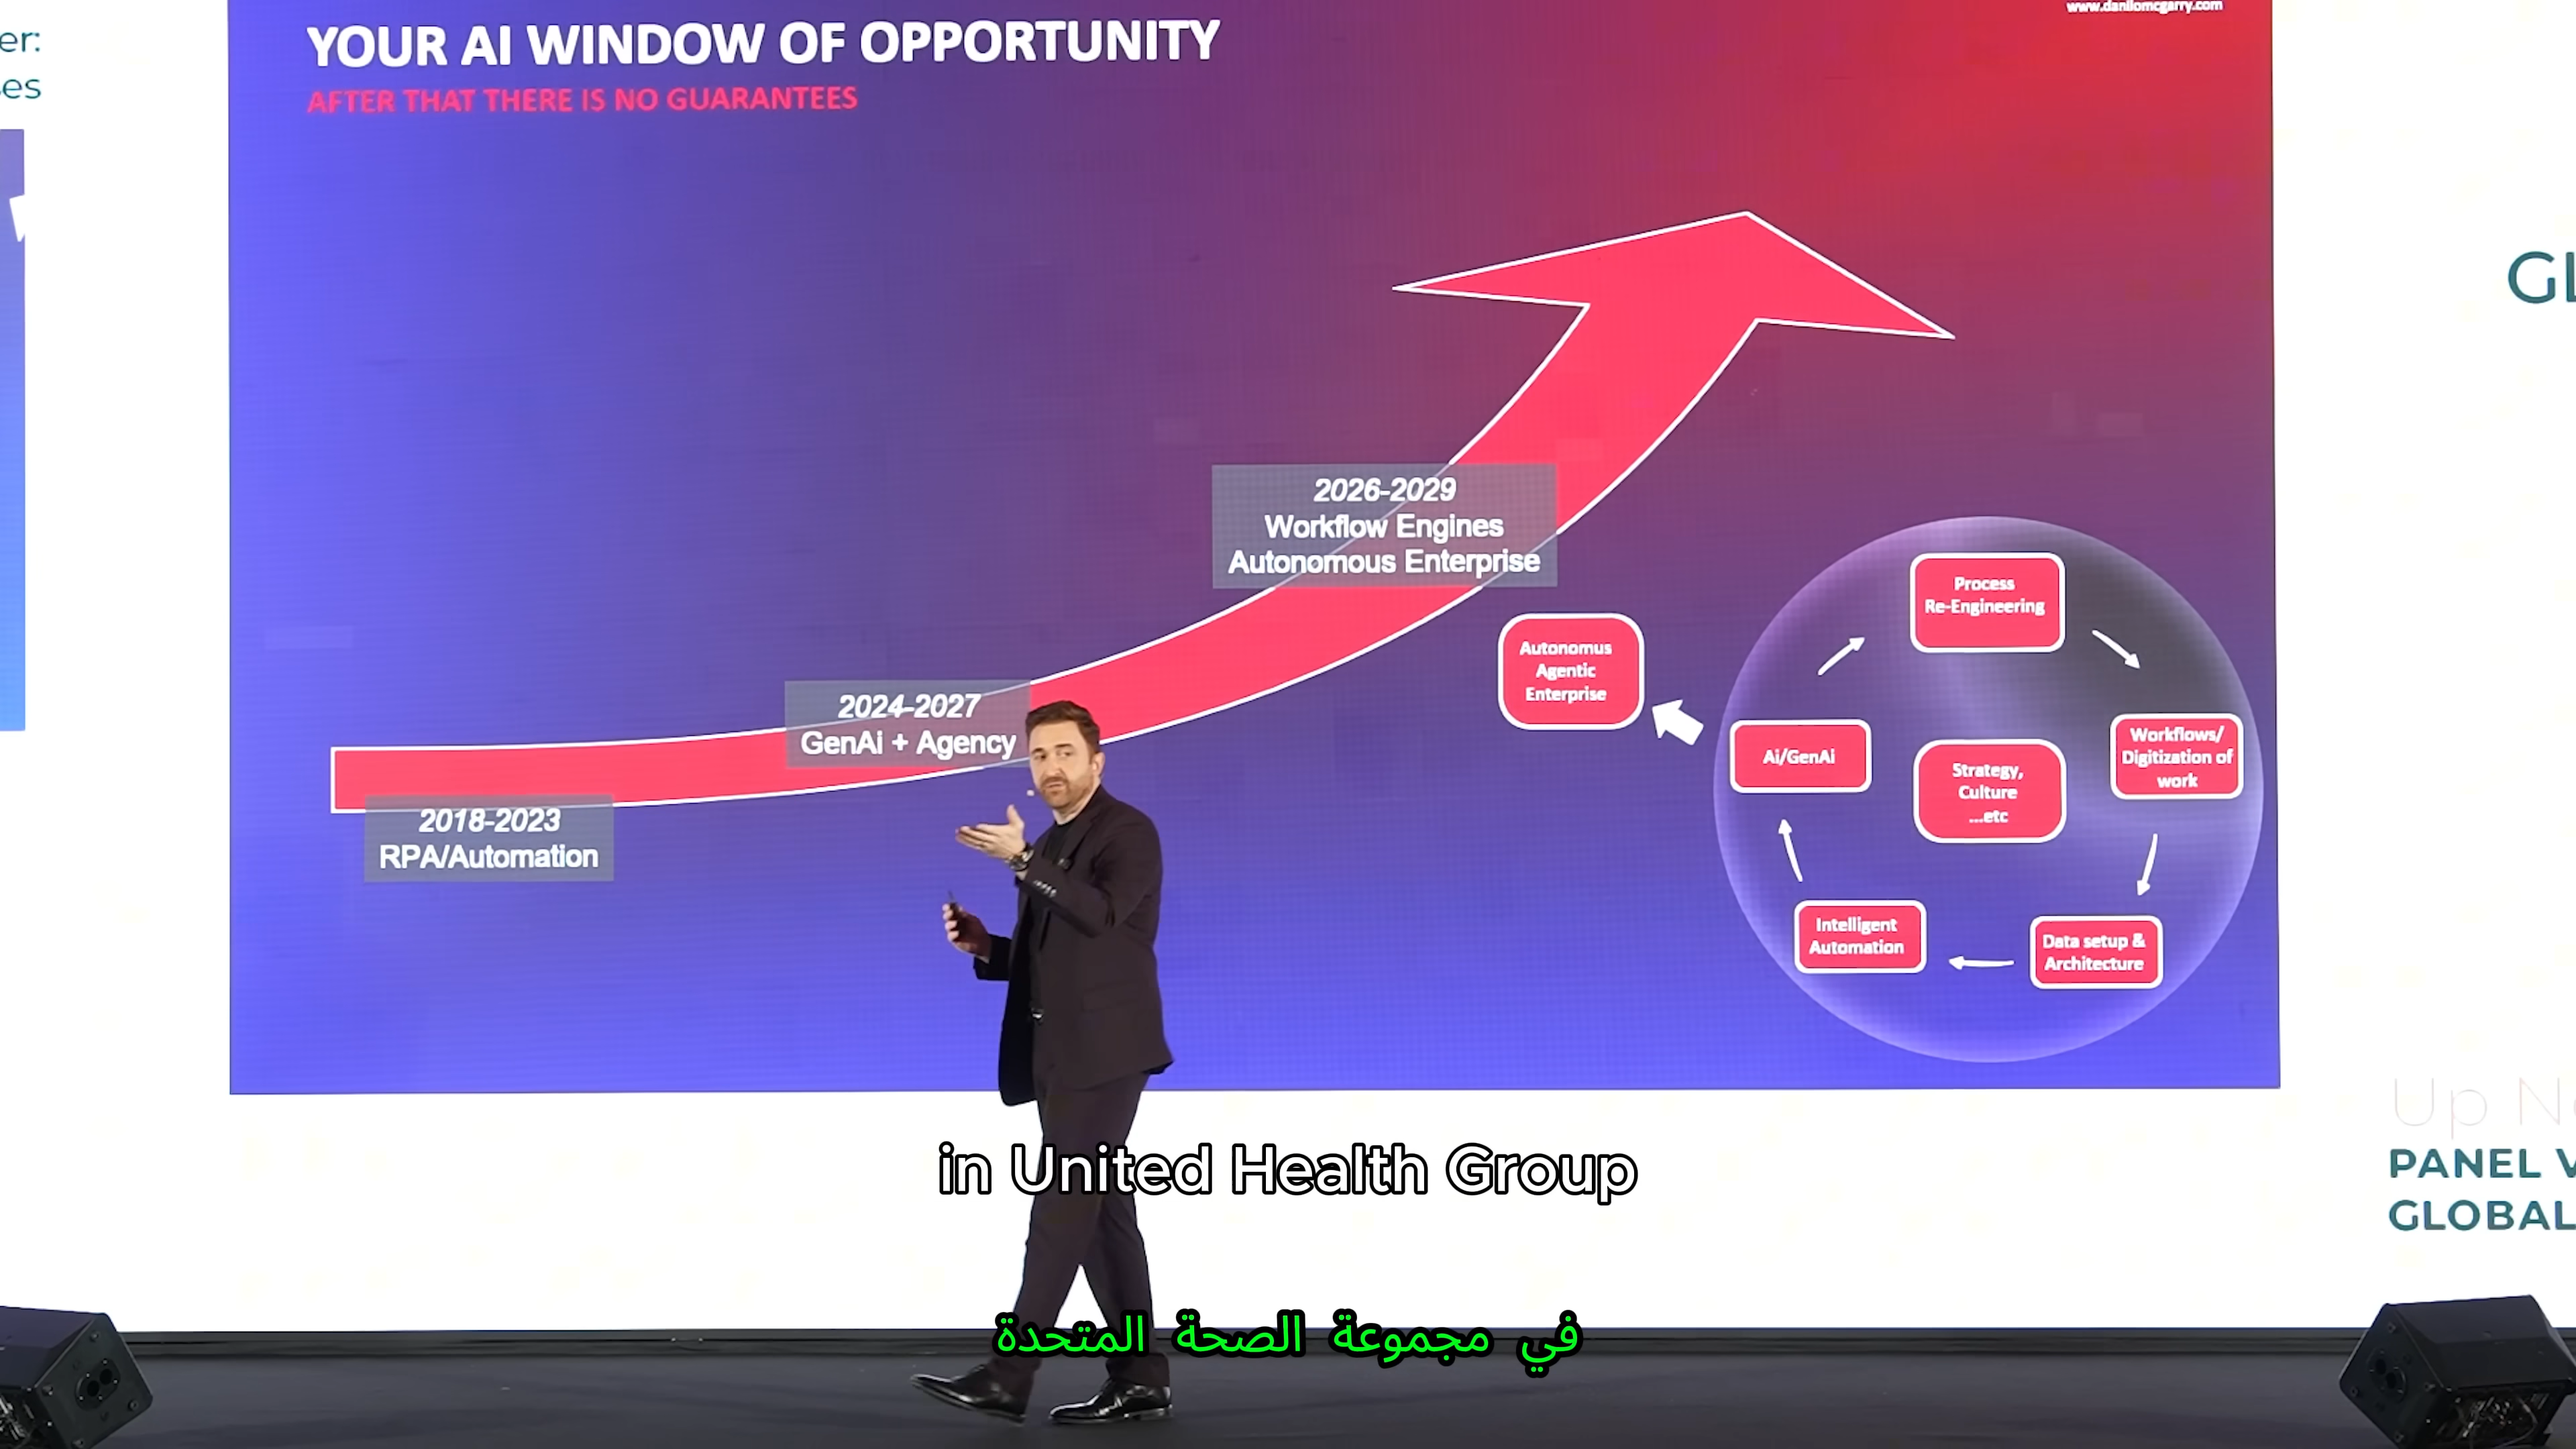 www.danilomcgarry.com
YOUR AI WINDOW OF OPPORTUNITY
AFTER THAT THERE IS NO GUARANTEES
er:
es
GL
2026-2029
Workflow Engines
Autonomous Enterprise
2024-2027
GenAi + Agency
2018-2023
RPA/Automation
Autonomus
Agentic
Enterprise
Process
Re-Engineering
Workflows/
Digitization of
work
Data setup &
Architecture
Intelligent
Automation
Ai/GenAi
Strategy,
Culture
...etc
Up N
PANEL V
GLOBAL
in United Health Group
في مجموعة الصحة المتحدة